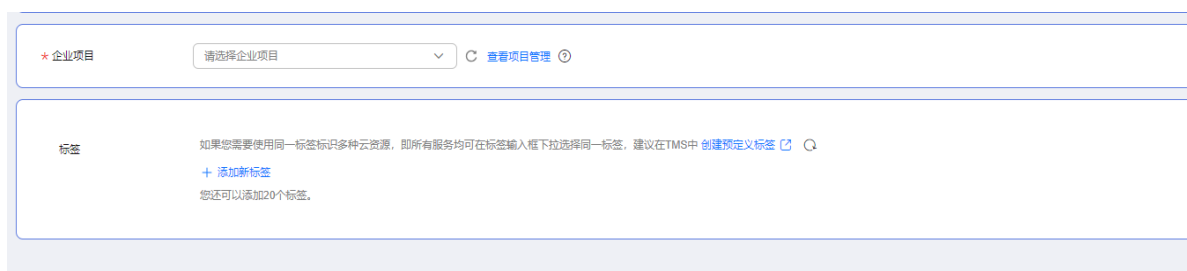 * 企业项目 请选择企业项目 查看项目管理 ?
标签 如果您需要使用同一标签标识多种云资源，即所有服务均可在标签输入框下拉选择同一标签，建议在TMS中 创建预定义标签
+ 添加新标签
您还可以添加20个标签。